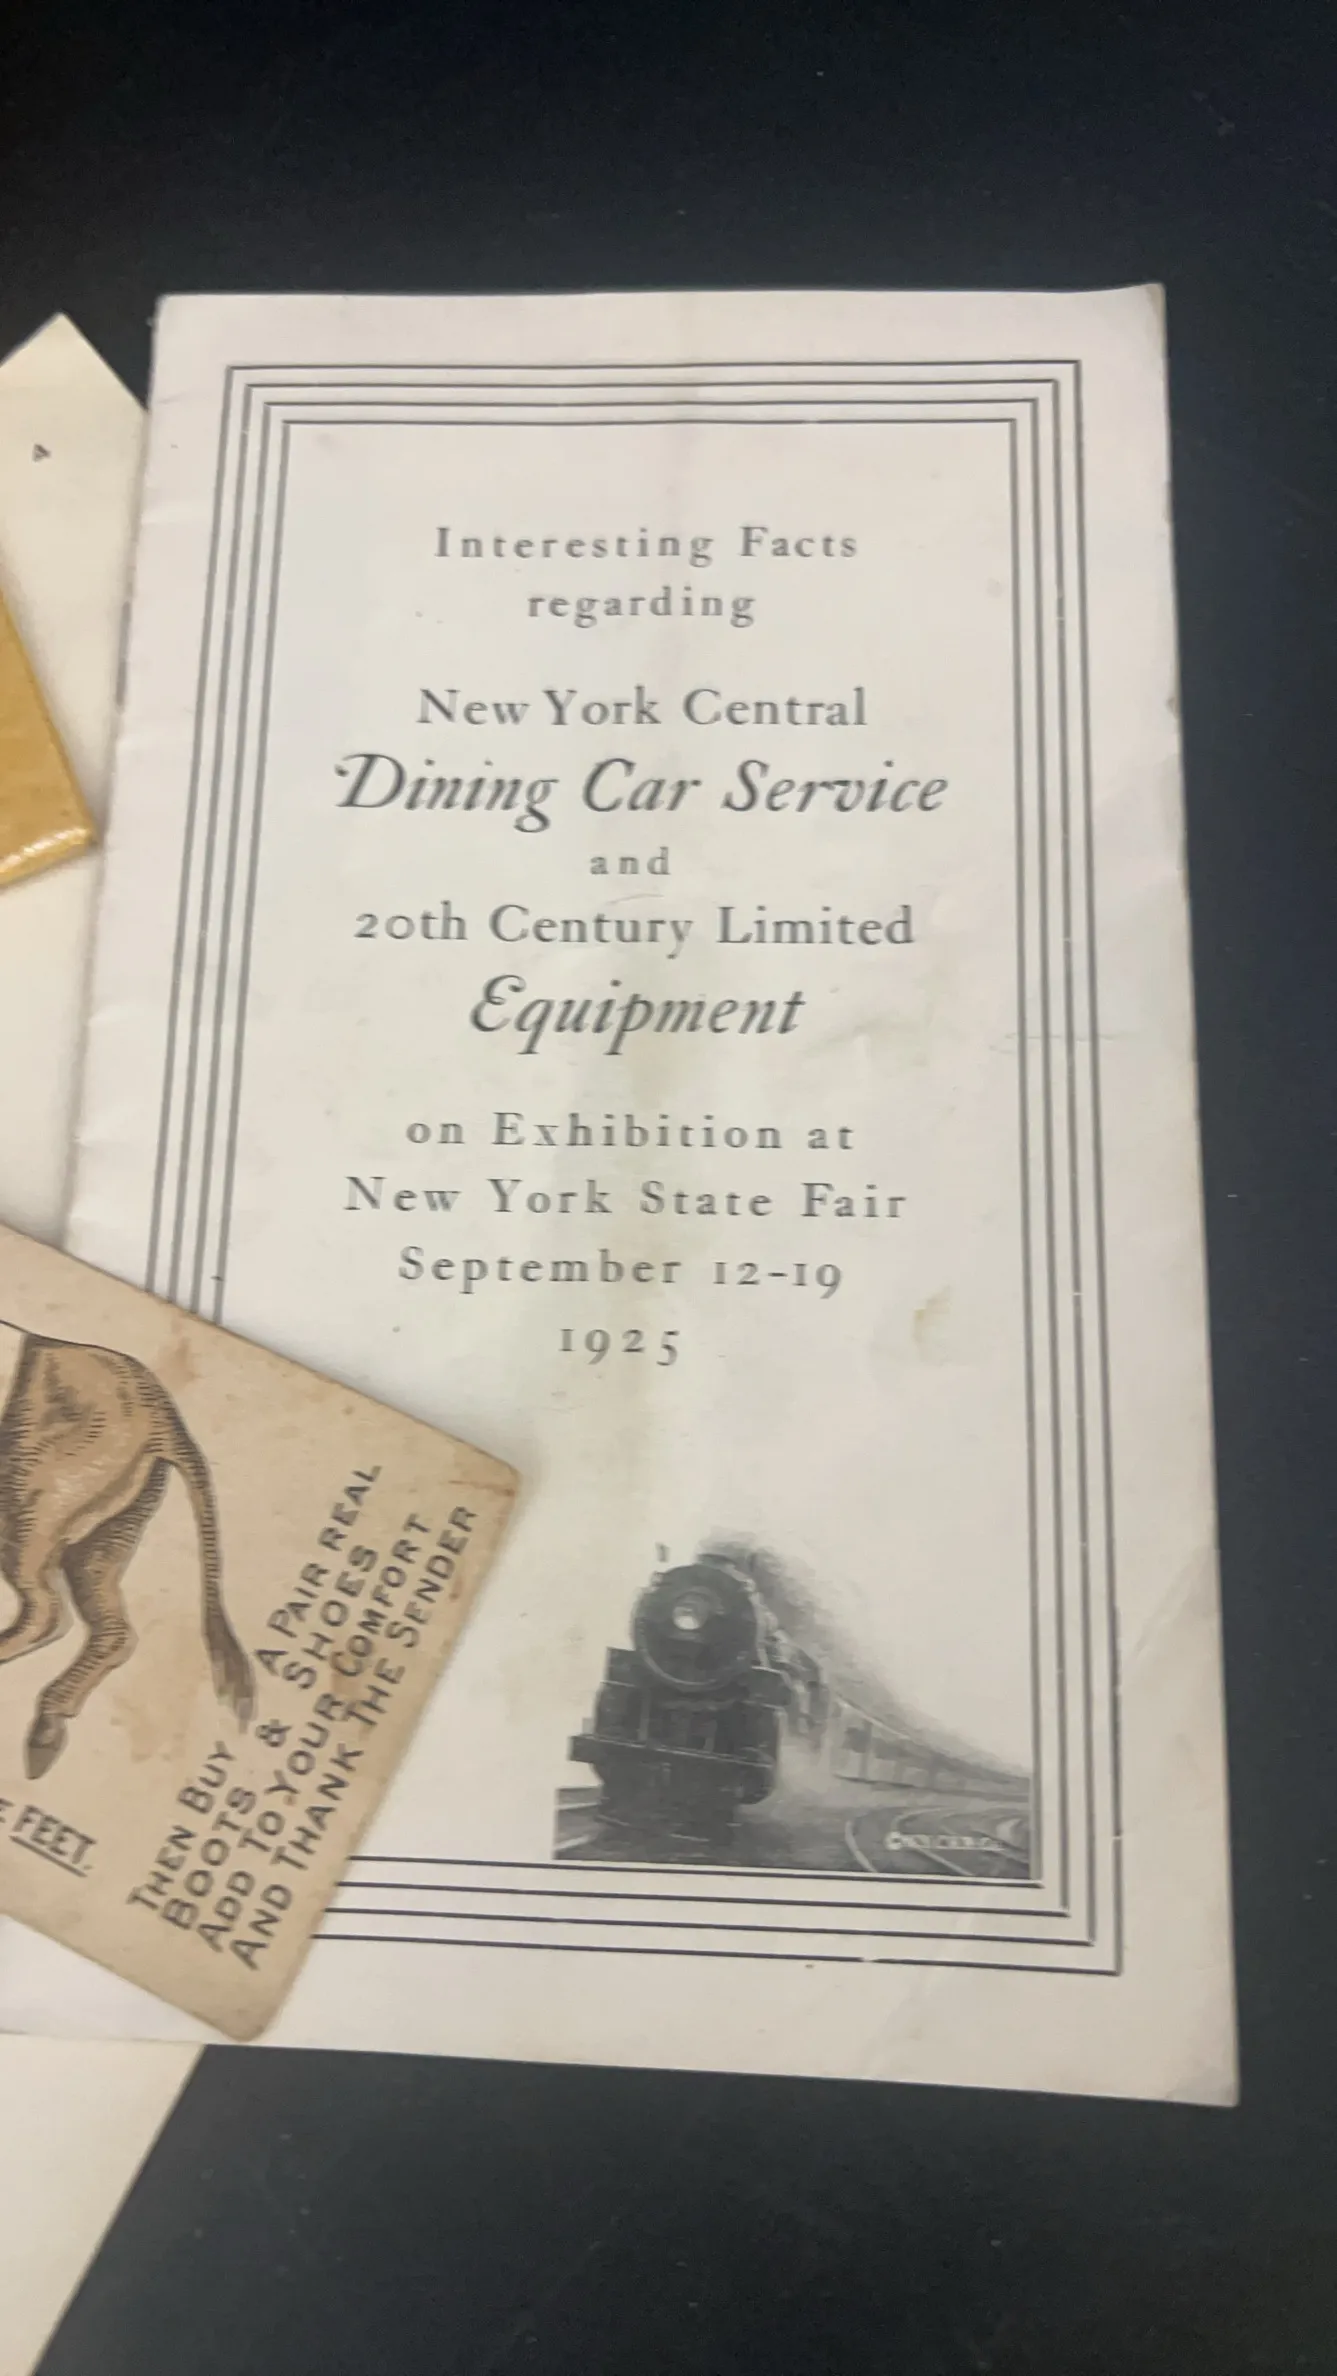 Interesting Facts
regarding
New York Central
Dining Car Service
and
20th Century Limited
Equipment
on Exhibition at
New York State Fair
September 12-19
1925
FEET.
THEN BUY A PAIR REAL
BOOTS & SHOES
ADD TO YOUR COMFORT
AND THANK THE SENDER